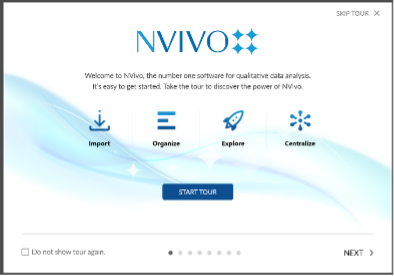 SKIP TOUR ✕
NVIVO
Welcome to NVivo, the number one software for qualitative data analysis.
It's easy to get started. Take the tour to discover the power of NVivo.
Import Organize Explore Centralize
START TOUR
Do not show tour again.
NEXT >